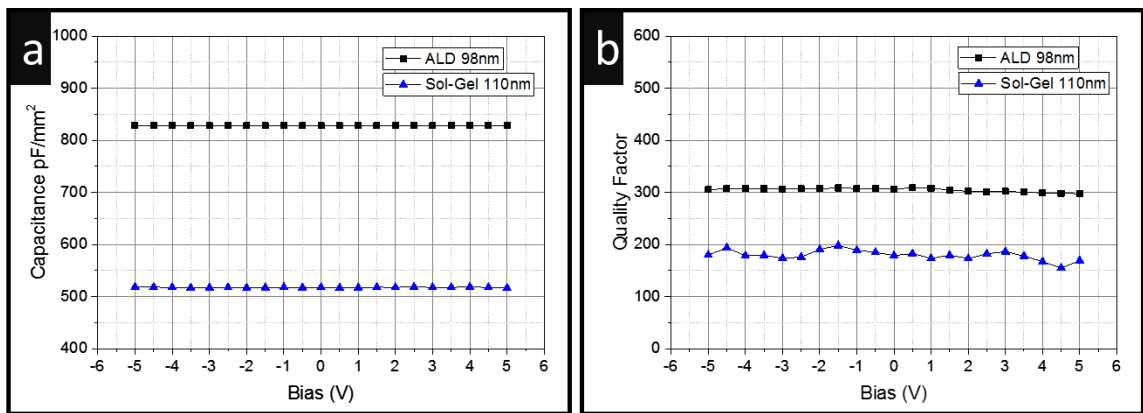 a
1000
900
800
700
600
500
400
Capacitance pF/mm²
ALD 98nm
Sol-Gel 110nm
-6 -5 -4 -3 -2 -1 0 1 2 3 4 5 6
Bias (V)
b
600
500
400
300
200
100
0
Quality Factor
ALD 98nm
Sol-Gel 110nm
-6 -5 -4 -3 -2 -1 0 1 2 3 4 5 6
Bias (V)